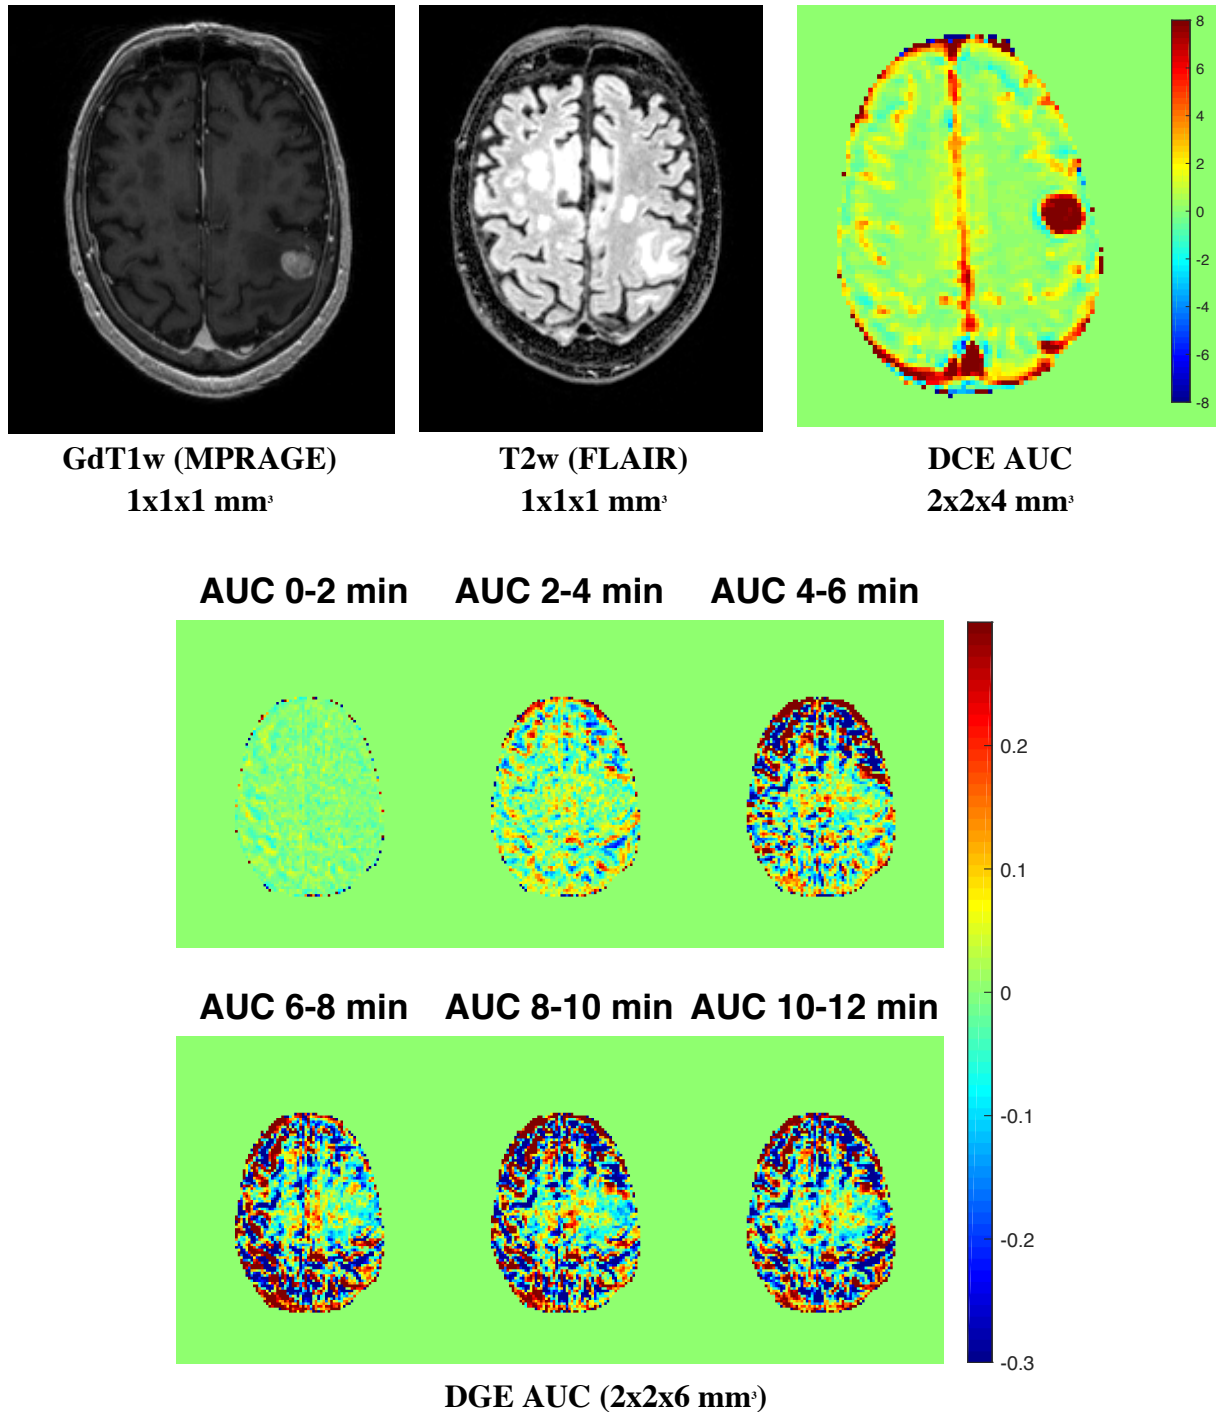 8
6
4
2
0
-2
-4
-6
-8
GdT1w (MPRAGE)
1x1x1 mm³
T2w (FLAIR)
1x1x1 mm³
DCE AUC
2x2x4 mm³
AUC 0-2 min AUC 2-4 min AUC 4-6 min
0.2
0.1
0
-0.1
-0.2
-0.3
AUC 6-8 min AUC 8-10 min AUC 10-12 min
DGE AUC (2x2x6 mm³)